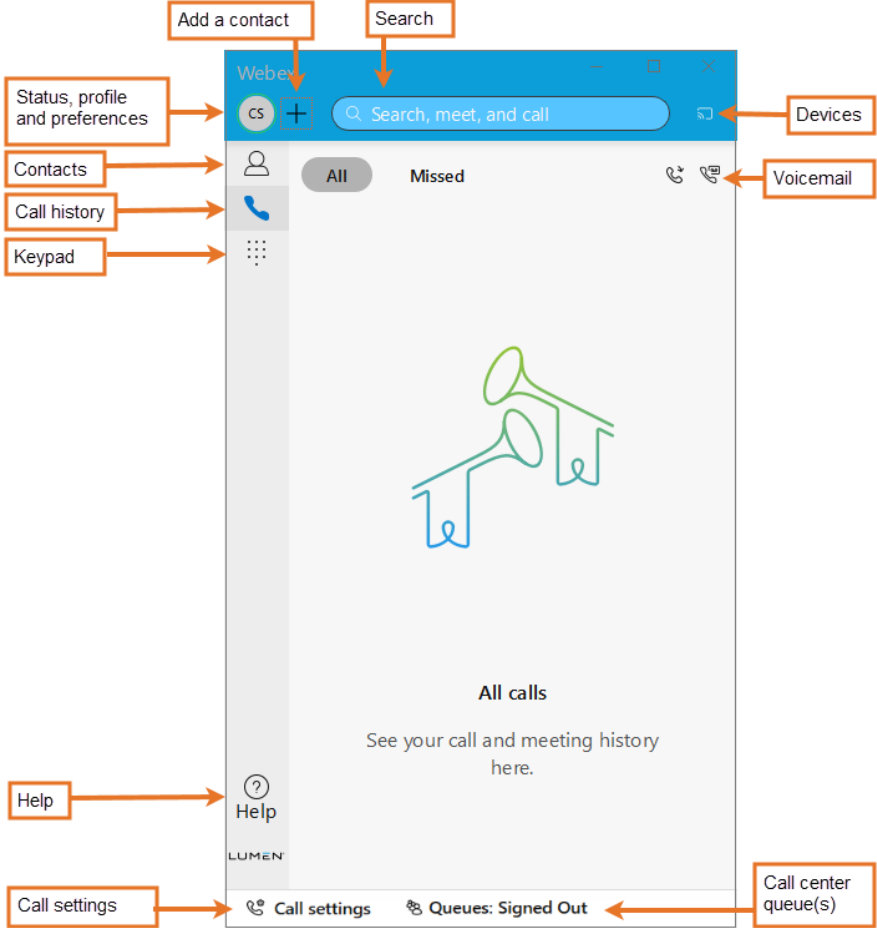 Add a contact
Search
Webex
Status, profile
and preferences
CS
Search, meet, and call
Devices
Contacts
All
Missed
Voicemail
Call history
Keypad
All calls
See your call and meeting history
here.
Help
Help
LUMEN
Call settings
Call settings
Queues: Signed Out
Call center
queue(s)